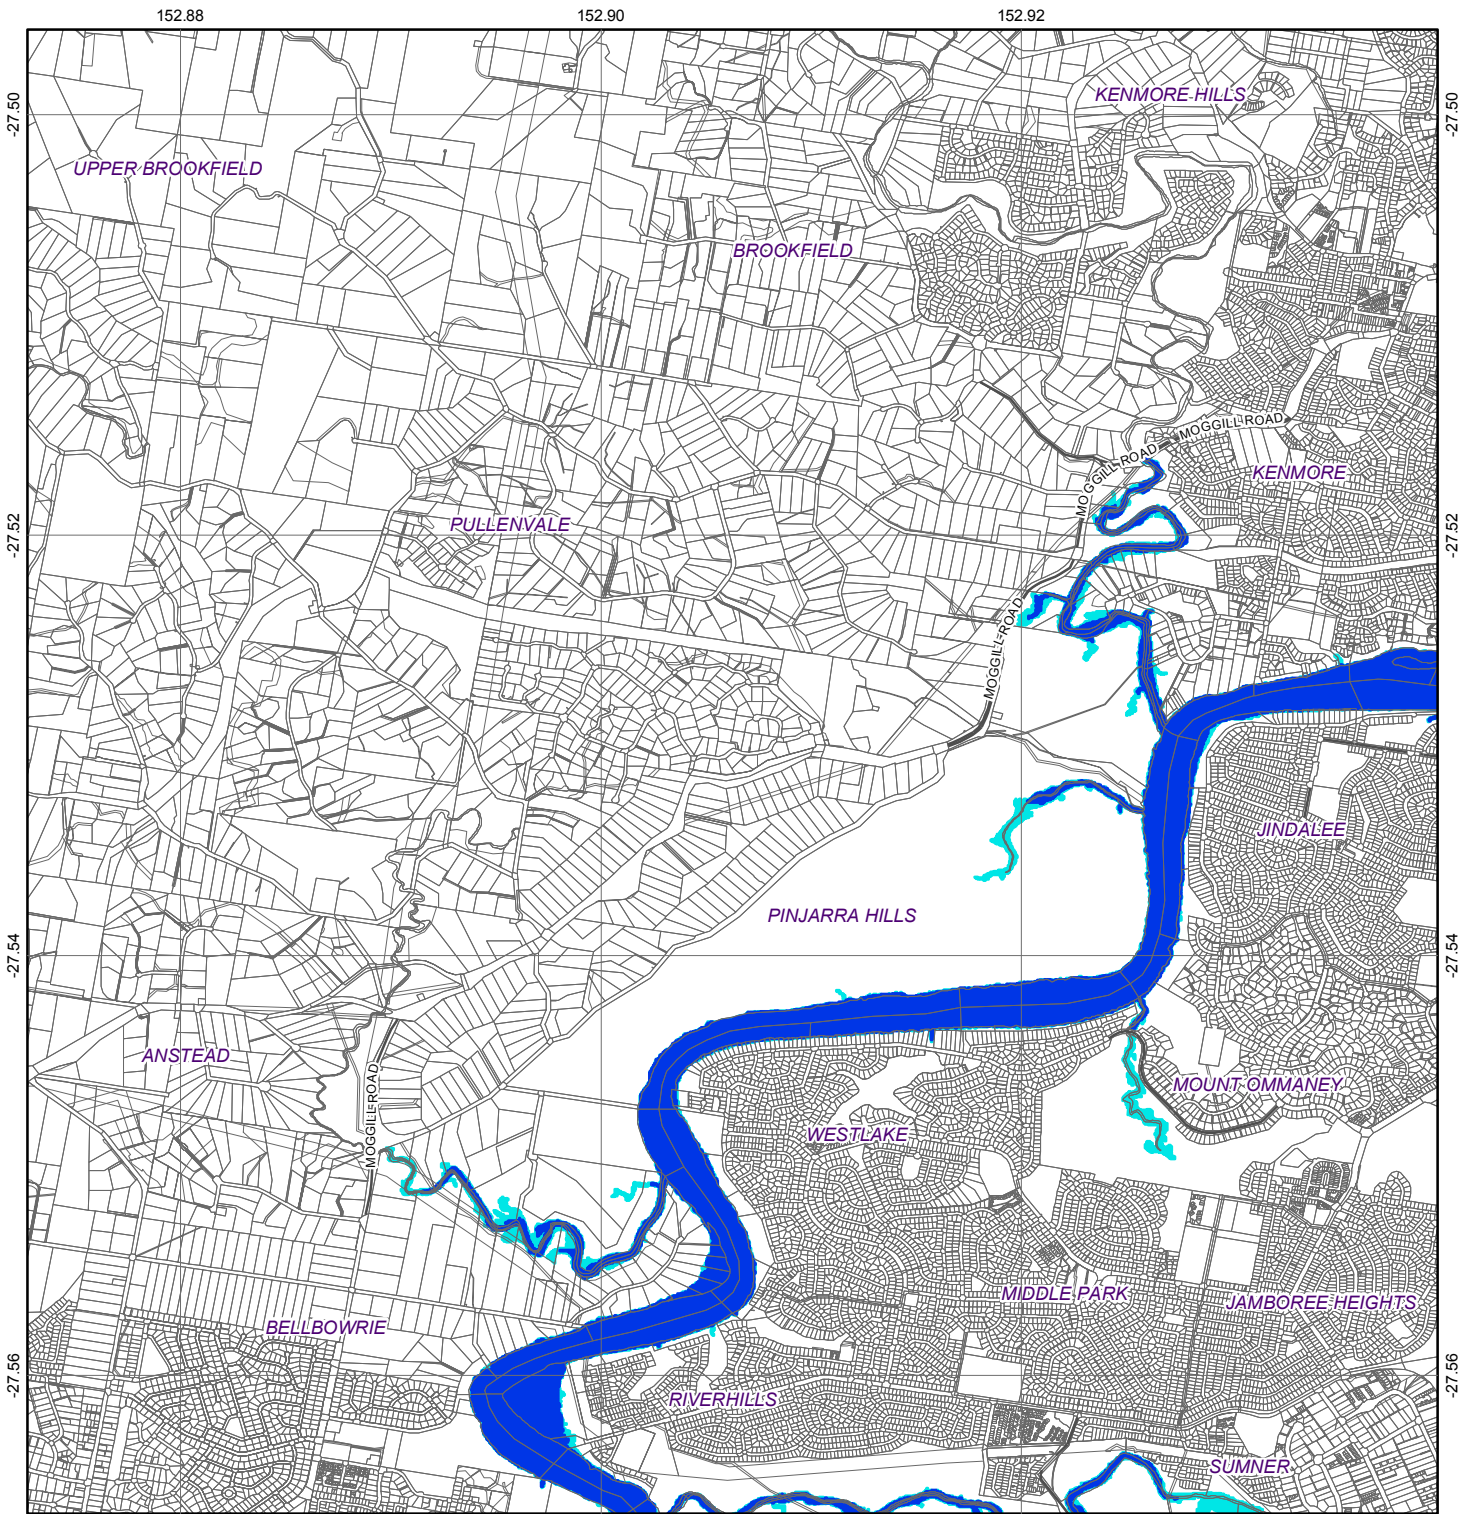 152.88
152.90
152.92
-27.50
-27.50
KENMORE HILLS
UPPER BROOKFIELD
BROOKFIELD
MOGGILL ROAD
MOGGILL ROAD
KENMORE
PULLENVALE
-27.52
-27.52
MOGGILL ROAD
JINDALEE
PINJARRA HILLS
-27.54
-27.54
ANSTEAD
MOGGILL ROAD
MOUNT OMMANEY
WESTLAKE
MIDDLE PARK
JAMBOREE HEIGHTS
BELLBOWRIE
-27.56
-27.56
RIVERHILLS
SUMNER